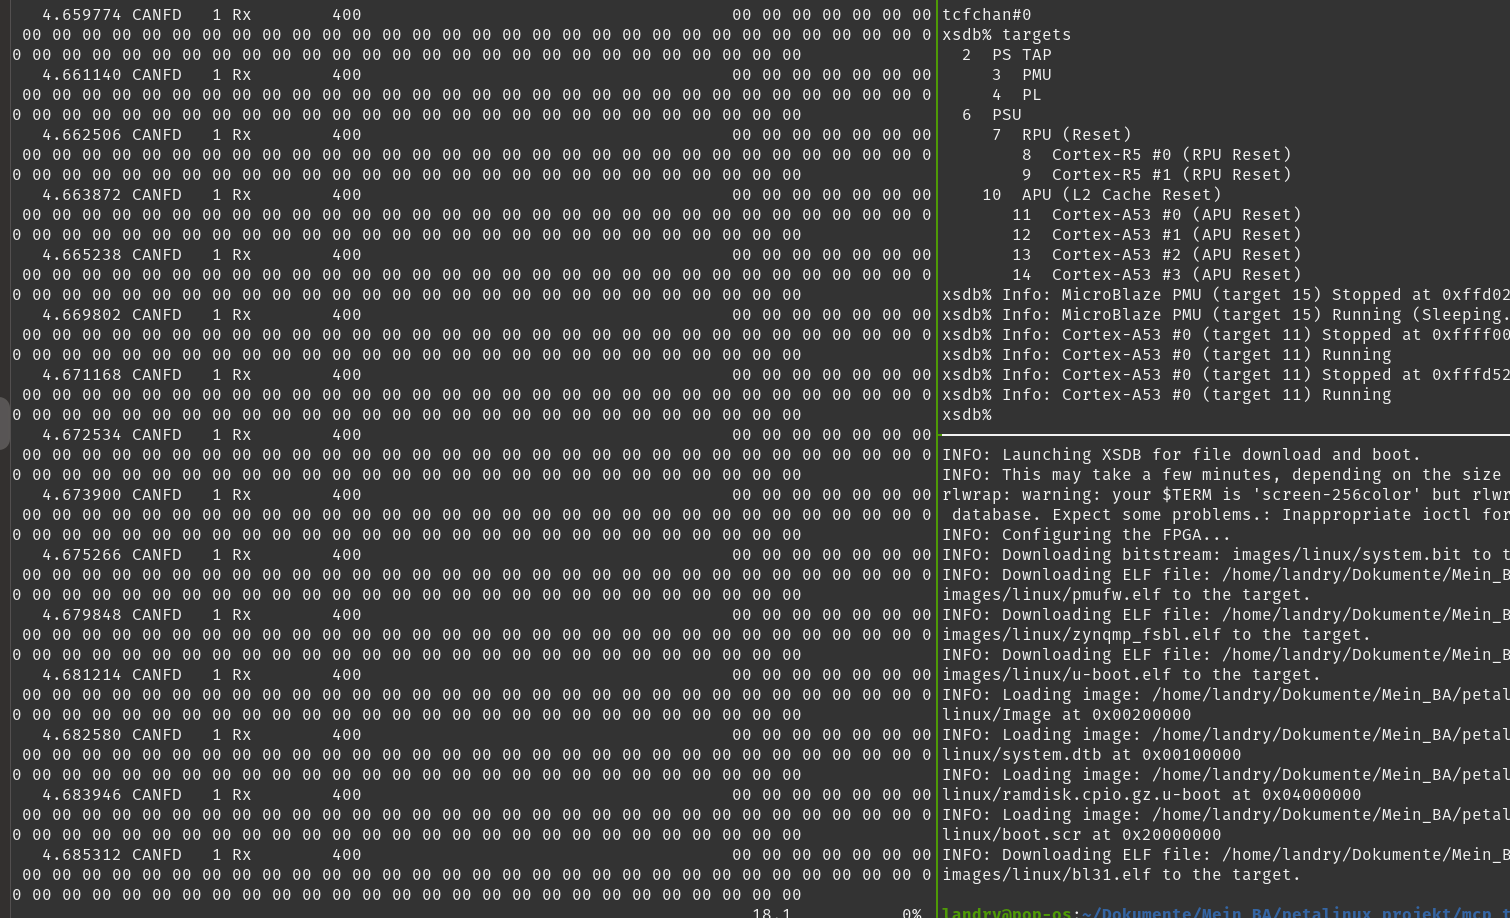 4.659774 CANFD 1 Rx 400 00 00 00 00 00 00 00
00 00 00 00 00 00 00 00 00 00 00 00 00 00 00 00 00 00 00 00 00 00 00 00 00 00 00 00 00 00 0
0 00 00 00 00 00 00 00 00 00 00 00 00 00 00 00 00 00 00 00 00 00 00 00 00 00 00
4.661140 CANFD 1 Rx 400 00 00 00 00 00 00 00
00 00 00 00 00 00 00 00 00 00 00 00 00 00 00 00 00 00 00 00 00 00 00 00 00 00 00 00 00 00 0
0 00 00 00 00 00 00 00 00 00 00 00 00 00 00 00 00 00 00 00 00 00 00 00 00 00 00
4.662506 CANFD 1 Rx 400 00 00 00 00 00 00 00
00 00 00 00 00 00 00 00 00 00 00 00 00 00 00 00 00 00 00 00 00 00 00 00 00 00 00 00 00 00 0
0 00 00 00 00 00 00 00 00 00 00 00 00 00 00 00 00 00 00 00 00 00 00 00 00 00 00
4.663872 CANFD 1 Rx 400 00 00 00 00 00 00 00
00 00 00 00 00 00 00 00 00 00 00 00 00 00 00 00 00 00 00 00 00 00 00 00 00 00 00 00 00 00 0
0 00 00 00 00 00 00 00 00 00 00 00 00 00 00 00 00 00 00 00 00 00 00 00 00 00 00
4.665238 CANFD 1 Rx 400 00 00 00 00 00 00 00
00 00 00 00 00 00 00 00 00 00 00 00 00 00 00 00 00 00 00 00 00 00 00 00 00 00 00 00 00 00 0
0 00 00 00 00 00 00 00 00 00 00 00 00 00 00 00 00 00 00 00 00 00 00 00 00 00 00
4.669802 CANFD 1 Rx 400 00 00 00 00 00 00 00
00 00 00 00 00 00 00 00 00 00 00 00 00 00 00 00 00 00 00 00 00 00 00 00 00 00 00 00 00 00 0
0 00 00 00 00 00 00 00 00 00 00 00 00 00 00 00 00 00 00 00 00 00 00 00 00 00 00
4.671168 CANFD 1 Rx 400 00 00 00 00 00 00 00
00 00 00 00 00 00 00 00 00 00 00 00 00 00 00 00 00 00 00 00 00 00 00 00 00 00 00 00 00 00 0
0 00 00 00 00 00 00 00 00 00 00 00 00 00 00 00 00 00 00 00 00 00 00 00 00 00 00
4.672534 CANFD 1 Rx 400 00 00 00 00 00 00 00
00 00 00 00 00 00 00 00 00 00 00 00 00 00 00 00 00 00 00 00 00 00 00 00 00 00 00 00 00 00 0
0 00 00 00 00 00 00 00 00 00 00 00 00 00 00 00 00 00 00 00 00 00 00 00 00 00 00
4.673900 CANFD 1 Rx 400 00 00 00 00 00 00 00
00 00 00 00 00 00 00 00 00 00 00 00 00 00 00 00 00 00 00 00 00 00 00 00 00 00 00 00 00 00 0
0 00 00 00 00 00 00 00 00 00 00 00 00 00 00 00 00 00 00 00 00 00 00 00 00 00 00
4.675266 CANFD 1 Rx 400 00 00 00 00 00 00 00
00 00 00 00 00 00 00 00 00 00 00 00 00 00 00 00 00 00 00 00 00 00 00 00 00 00 00 00 00 00 0
0 00 00 00 00 00 00 00 00 00 00 00 00 00 00 00 00 00 00 00 00 00 00 00 00 00 00
4.679848 CANFD 1 Rx 400 00 00 00 00 00 00 00
00 00 00 00 00 00 00 00 00 00 00 00 00 00 00 00 00 00 00 00 00 00 00 00 00 00 00 00 00 00 0
0 00 00 00 00 00 00 00 00 00 00 00 00 00 00 00 00 00 00 00 00 00 00 00 00 00 00
4.681214 CANFD 1 Rx 400 00 00 00 00 00 00 00
00 00 00 00 00 00 00 00 00 00 00 00 00 00 00 00 00 00 00 00 00 00 00 00 00 00 00 00 00 00 0
0 00 00 00 00 00 00 00 00 00 00 00 00 00 00 00 00 00 00 00 00 00 00 00 00 00 00
4.682580 CANFD 1 Rx 400 00 00 00 00 00 00 00
00 00 00 00 00 00 00 00 00 00 00 00 00 00 00 00 00 00 00 00 00 00 00 00 00 00 00 00 00 00 0
0 00 00 00 00 00 00 00 00 00 00 00 00 00 00 00 00 00 00 00 00 00 00 00 00 00 00
4.683946 CANFD 1 Rx 400 00 00 00 00 00 00 00
00 00 00 00 00 00 00 00 00 00 00 00 00 00 00 00 00 00 00 00 00 00 00 00 00 00 00 00 00 00 0
0 00 00 00 00 00 00 00 00 00 00 00 00 00 00 00 00 00 00 00 00 00 00 00 00 00 00
4.685312 CANFD 1 Rx 400 00 00 00 00 00 00 00
00 00 00 00 00 00 00 00 00 00 00 00 00 00 00 00 00 00 00 00 00 00 00 00 00 00 00 00 00 00 0
0 00 00 00 00 00 00 00 00 00 00 00 00 00 00 00 00 00 00 00 00 00 00 00 00 00 00
18.1 0%
tcfchan#0
xsdb% targets
2 PS TAP
3 PMU
4 PL
6 PSU
7 RPU (Reset)
8 Cortex-R5 #0 (RPU Reset)
9 Cortex-R5 #1 (RPU Reset)
10 APU (L2 Cache Reset)
11 Cortex-A53 #0 (APU Reset)
12 Cortex-A53 #1 (APU Reset)
13 Cortex-A53 #2 (APU Reset)
14 Cortex-A53 #3 (APU Reset)
xsdb% Info: MicroBlaze PMU (target 15) Stopped at 0xffd02
xsdb% Info: MicroBlaze PMU (target 15) Running (Sleeping.
xsdb% Info: Cortex-A53 #0 (target 11) Stopped at 0xffff00
xsdb% Info: Cortex-A53 #0 (target 11) Running
xsdb% Info: Cortex-A53 #0 (target 11) Stopped at 0xfffd52
xsdb% Info: Cortex-A53 #0 (target 11) Running
xsdb%
INFO: Launching XSDB for file download and boot.
INFO: This may take a few minutes, depending on the size
rlwrap: warning: your $TERM is 'screen-256color' but rlwr
database. Expect some problems.: Inappropriate ioctl for
INFO: Configuring the FPGA...
INFO: Downloading bitstream: images/linux/system.bit to t
INFO: Downloading ELF file: /home/landry/Dokumente/Mein_B
images/linux/pmufw.elf to the target.
INFO: Downloading ELF file: /home/landry/Dokumente/Mein_B
images/linux/zynqmp_fsbl.elf to the target.
INFO: Downloading ELF file: /home/landry/Dokumente/Mein_B
images/linux/u-boot.elf to the target.
INFO: Loading image: /home/landry/Dokumente/Mein_BA/petal
linux/Image at 0x00200000
INFO: Loading image: /home/landry/Dokumente/Mein_BA/petal
linux/system.dtb at 0x00100000
INFO: Loading image: /home/landry/Dokumente/Mein_BA/petal
linux/ramdisk.cpio.gz.u-boot at 0x04000000
INFO: Loading image: /home/landry/Dokumente/Mein_BA/petal
linux/boot.scr at 0x20000000
INFO: Downloading ELF file: /home/landry/Dokumente/Mein_B
images/linux/bl31.elf to the target.
landry@pop-os:~/Dokumente/Mein_BA/petalinux_projekt/mcp_t